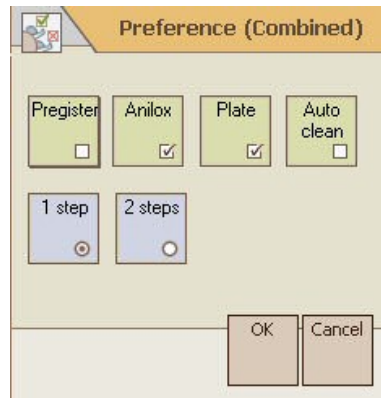 Preference (Combined)
Pregister Anilox Plate Auto
clean
1 step 2 steps
OK Cancel